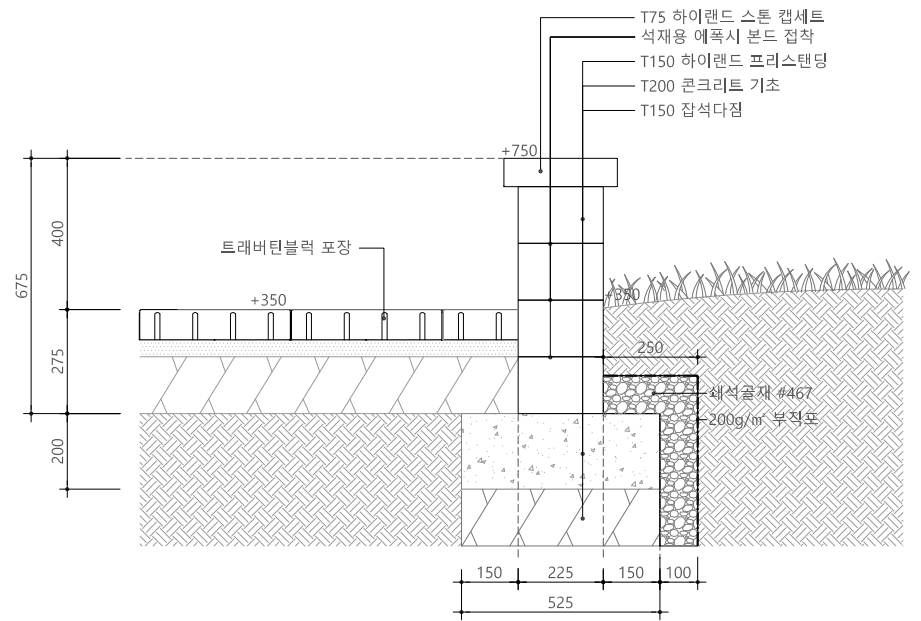 T75 하이랜드 스톤 캡세트
석재용 에폭시 본드 접착
T150 하이랜드 프리스탠딩
T200 콘크리트 기초
T150 잡석다짐
+750
400
675
트래버틴블럭 포장
+350
+350
275
250
쇄석골재 #467
200g/㎡ 부직포
200
150
225
150
100
525